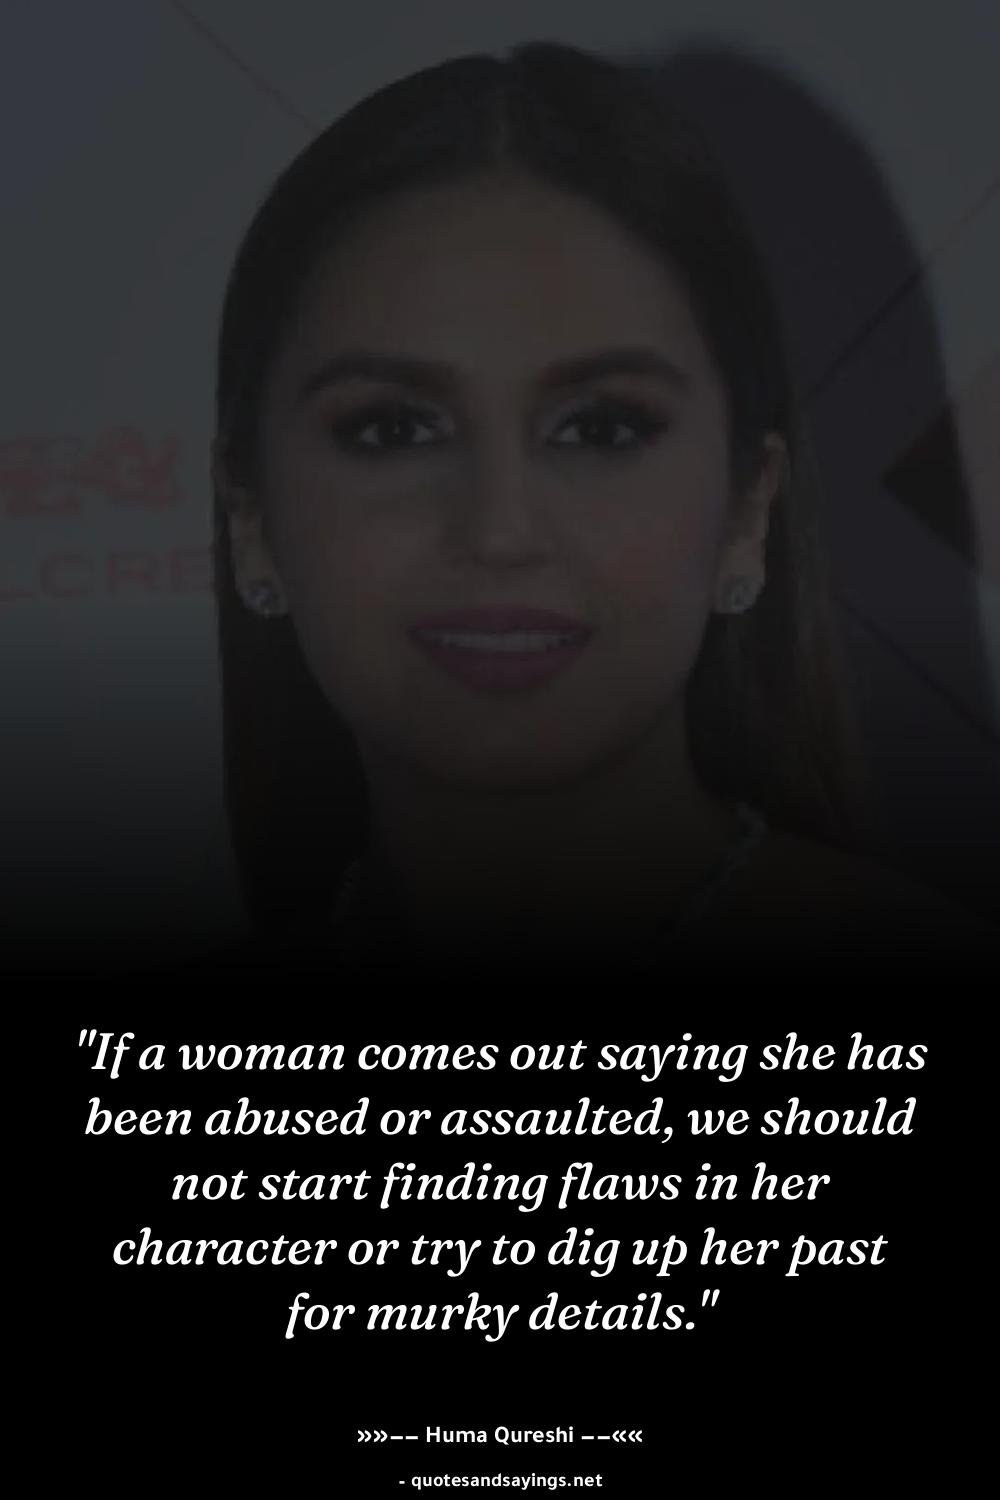 LCRE
"If a woman comes out saying she has
been abused or assaulted, we should
not start finding flaws in her
character or try to dig up her past
for murky details."
»»−− Huma Qureshi −−««
- quotesandsayings.net